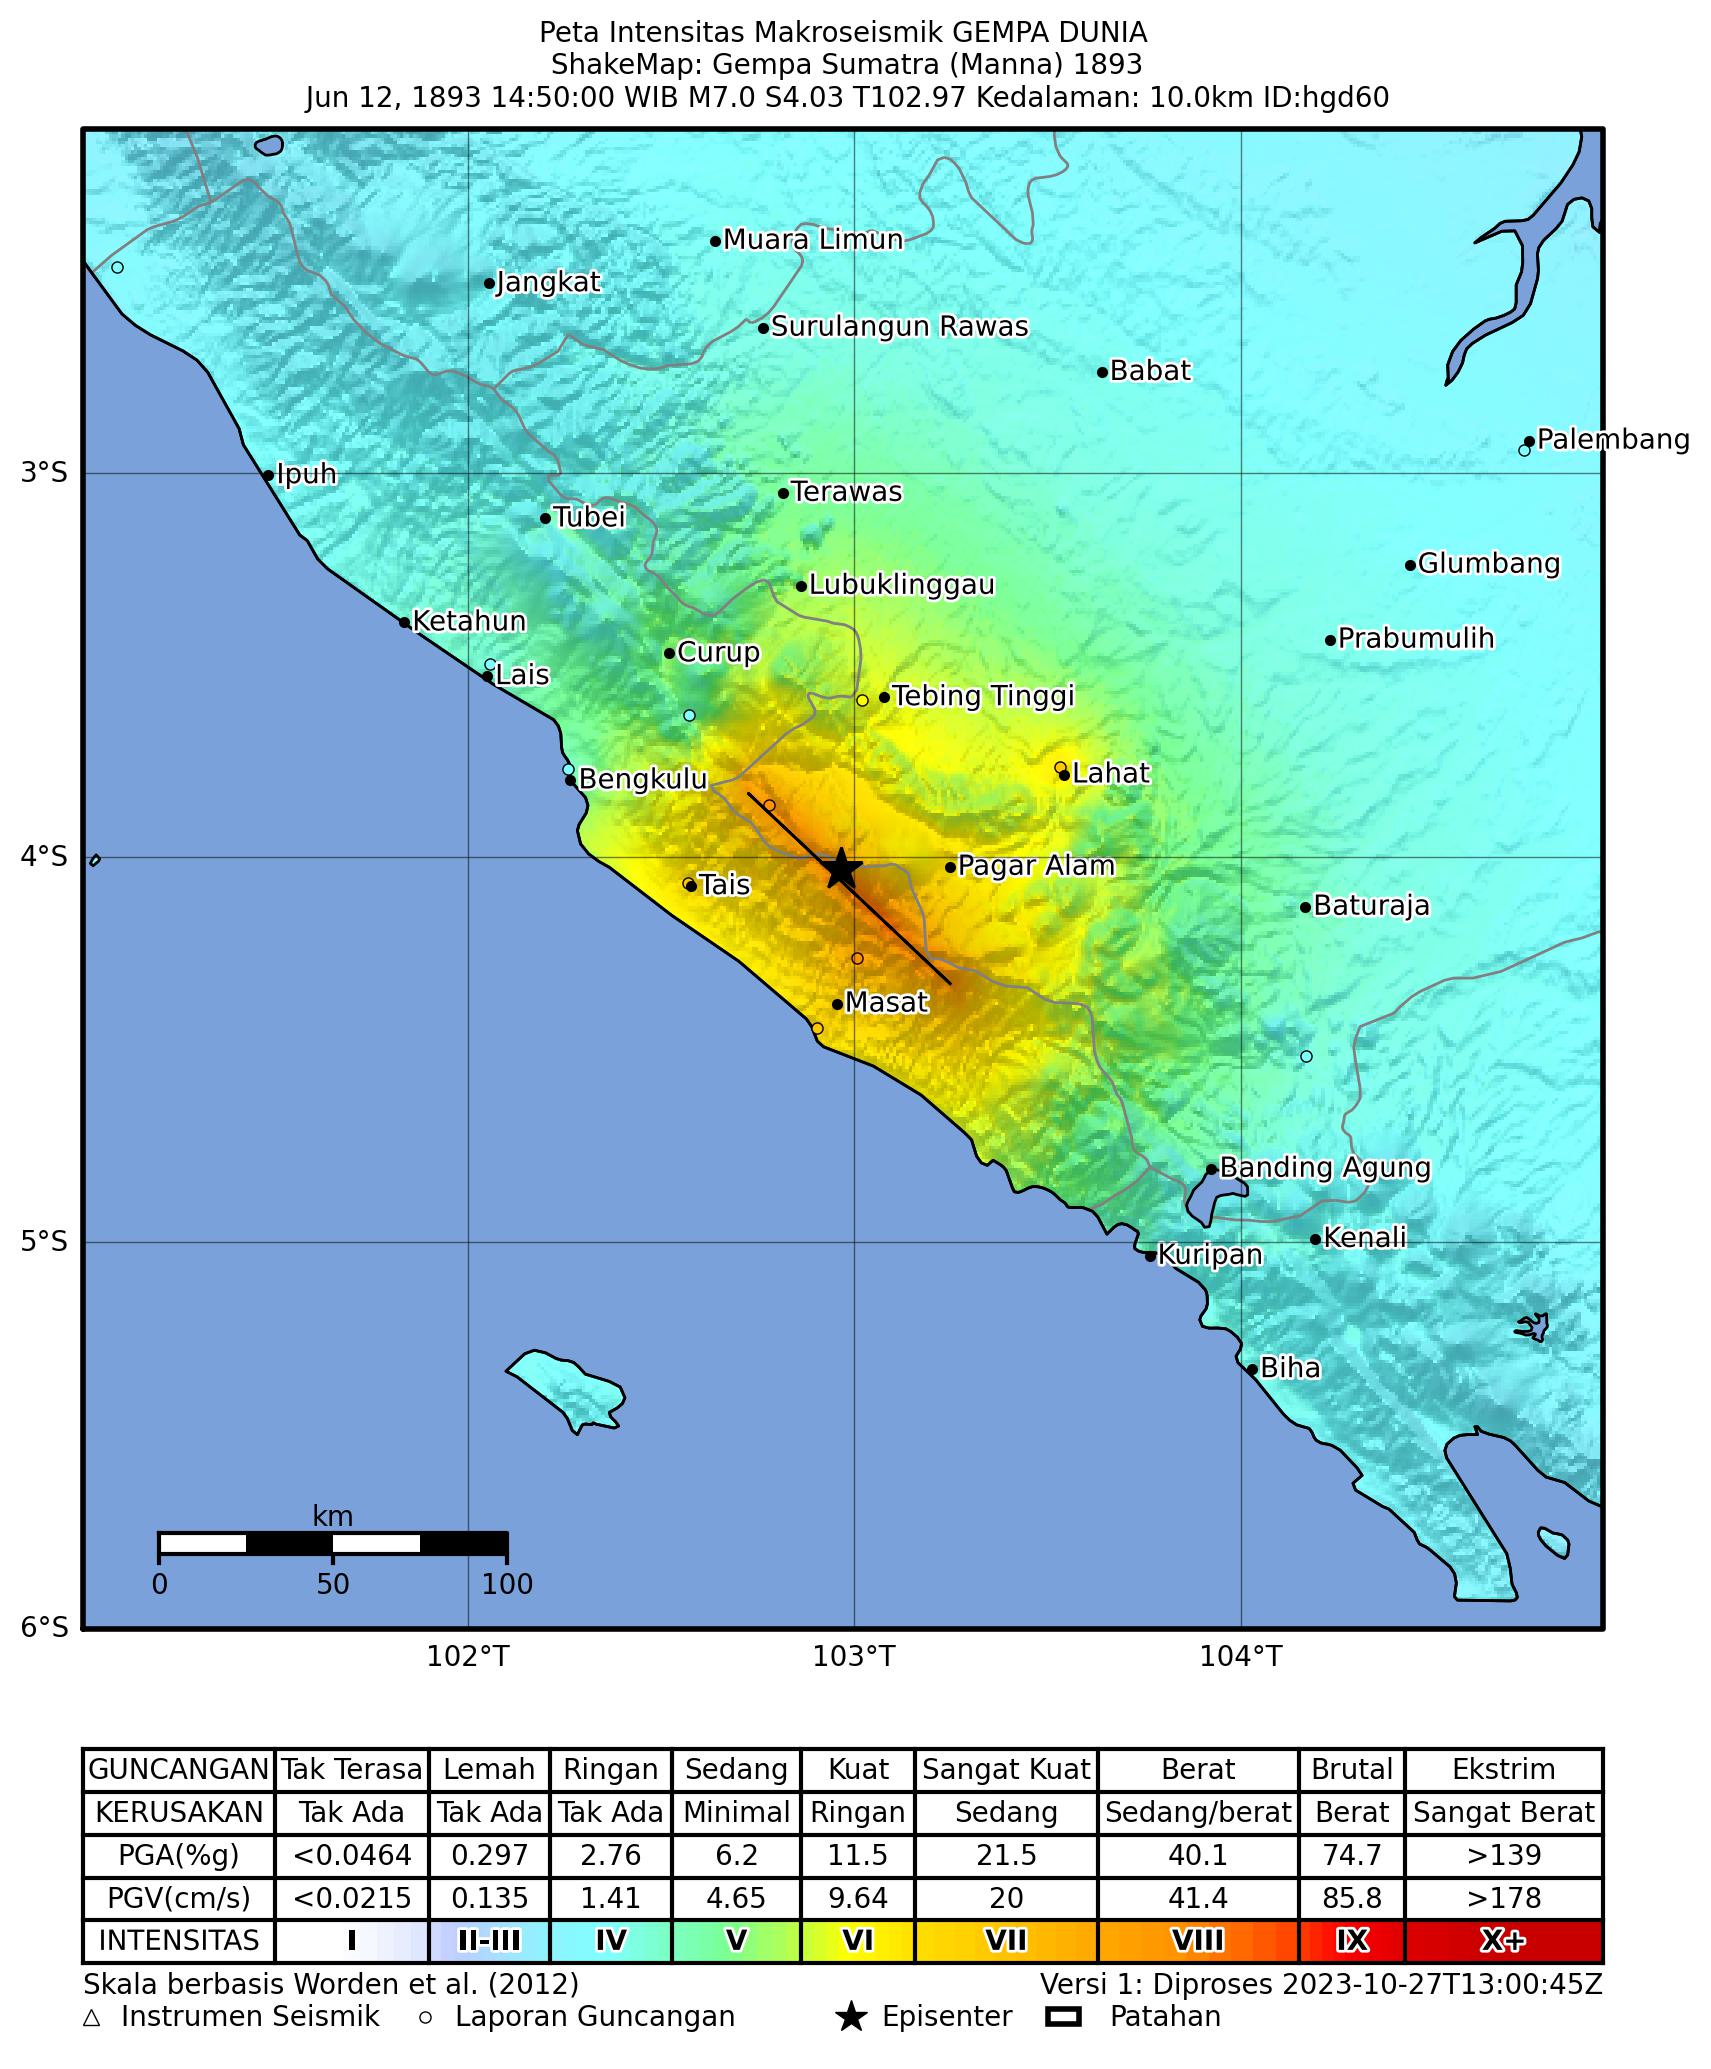 Peta Intensitas Makroseismik GEMPA DUNIA
ShakeMap: Gempa Sumatra (Manna) 1893
Jun 12, 1893 14:50:00 WIB M7.0 S4.03 T102.97 Kedalaman: 10.0km ID:hgd60
Muara Limun
Jangkat
Surulangun Rawas
Babat
Palembang
3°S
Ipuh
Terawas
Tubei
Glumbang
Lubuklinggau
Ketahun
Prabumulih
Curup
Lais
Tebing Tinggi
Lahat
Bengkulu
4°S
Pagar Alam
Tais
Baturaja
Masat
Banding Agung
5°S
Kenali
Kuripan
Biha
km
0 50 100
6°S
102°T 103°T 104°T
GUNCANGAN Tak Terasa Lemah Ringan Sedang Kuat Sangat Kuat Berat Brutal Ekstrim
KERUSAKAN Tak Ada Tak Ada Tak Ada Minimal Ringan Sedang Sedang/berat Berat Sangat Berat
PGA(%g) <0.0464 0.297 2.76 6.2 11.5 21.5 40.1 74.7 >139
PGV(cm/s) <0.0215 0.135 1.41 4.65 9.64 20 41.4 85.8 >178
INTENSITAS I II-III IV V VI VII VIII IX X+
Skala berbasis Worden et al. (2012) Versi 1: Diproses 2023-10-27T13:00:45Z
Instrumen Seismik Laporan Guncangan Episenter Patahan